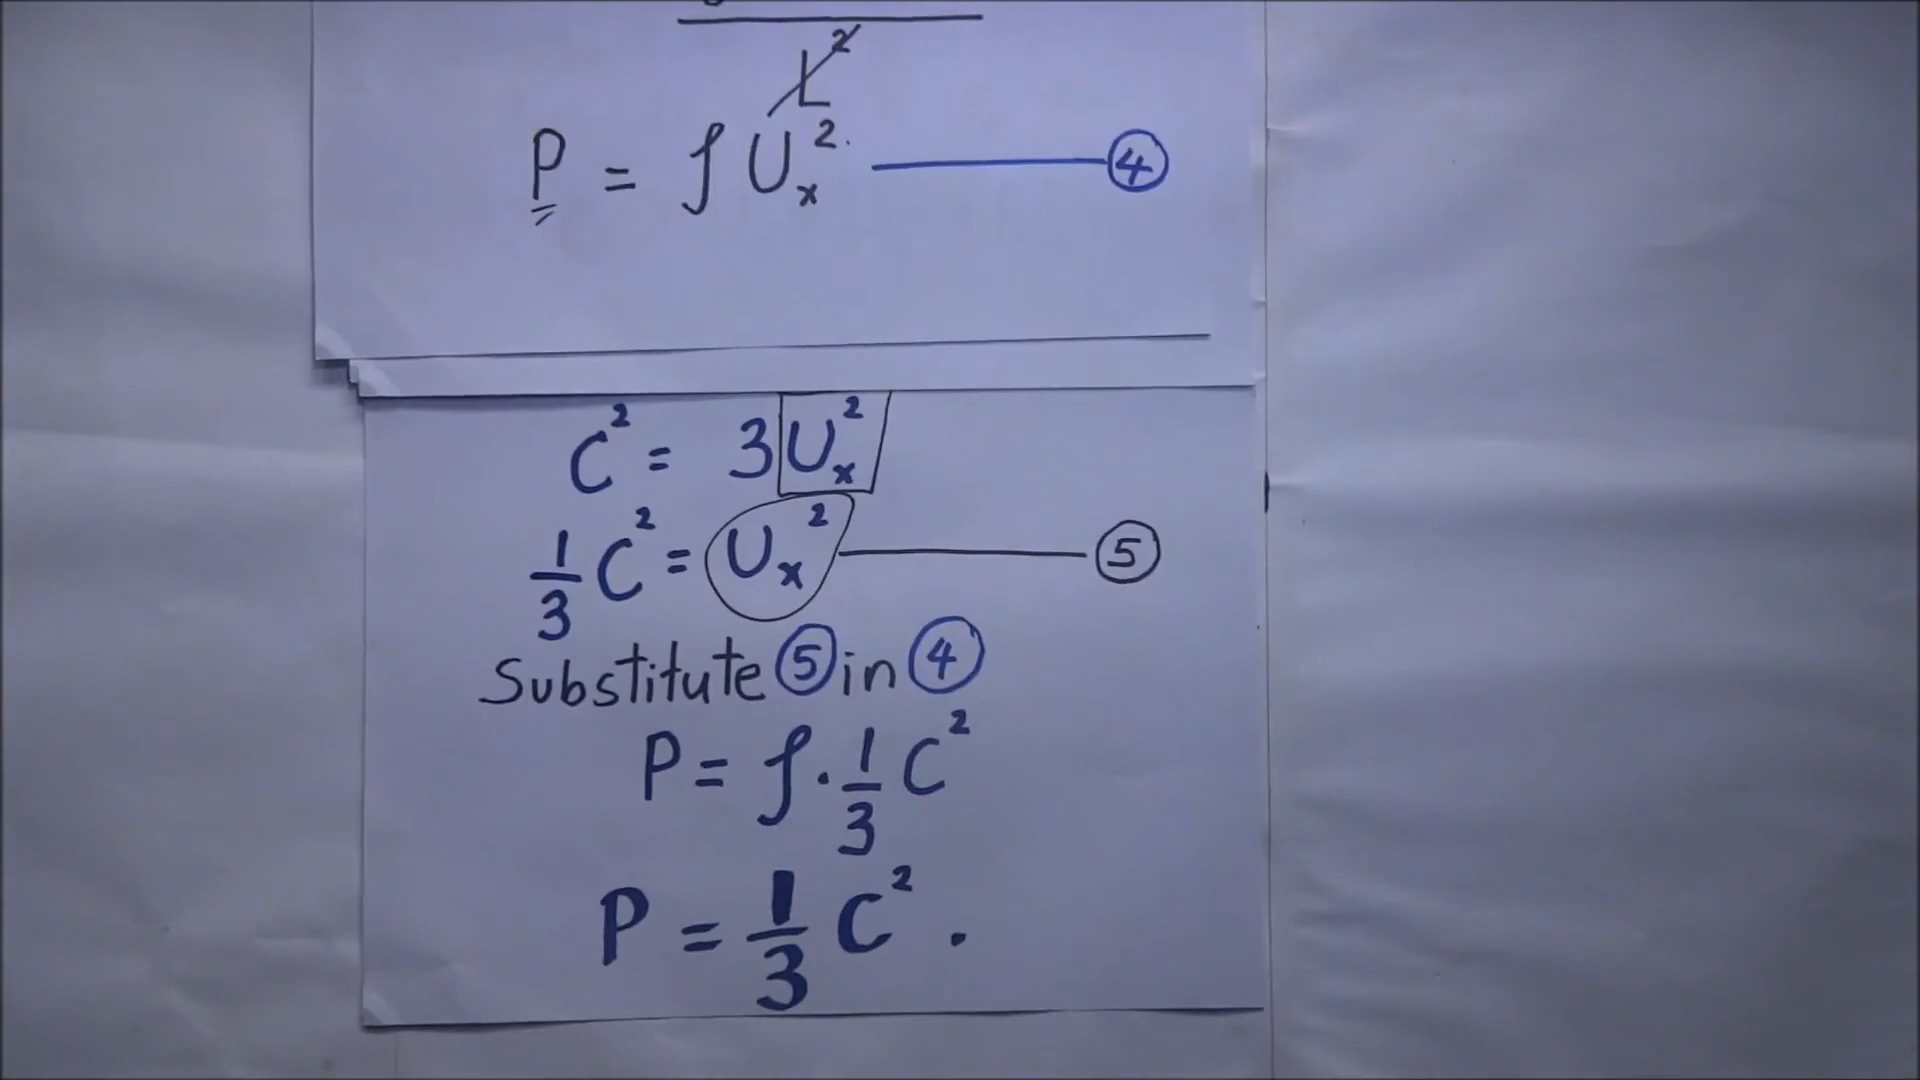 L²
P = ρ Uₓ². ——— ④
C² = 3 Uₓ²
1/3 C² = Uₓ² ——— ⑤
Substitute ⑤ in ④
P = ρ · 1/3 C²
P = 1/3 C² .